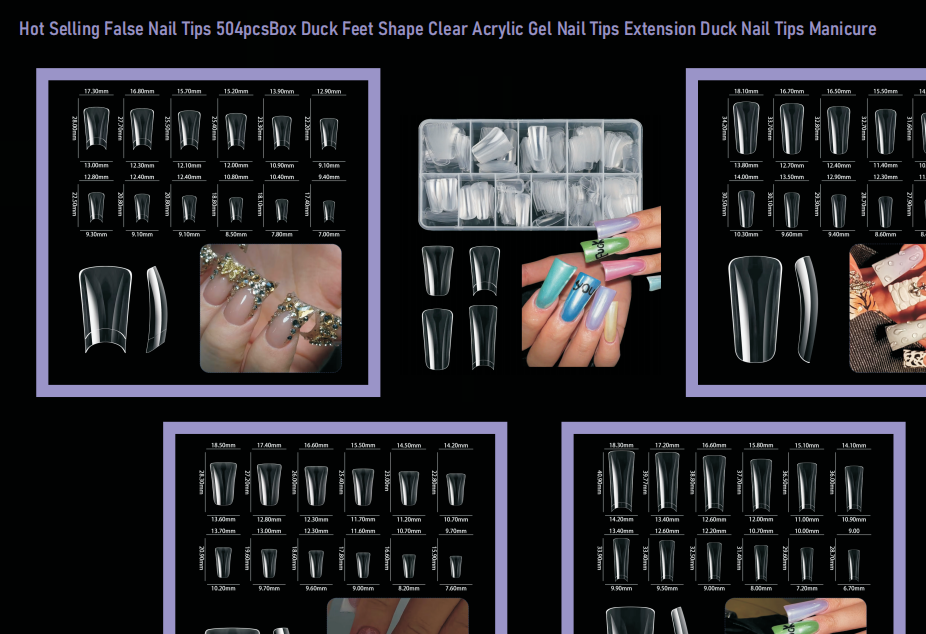 Hot Selling False Nail Tips 504pcsBox Duck Feet Shape Clear Acrylic Gel Nail Tips Extension Duck Nail Tips Manicure
17.30mm 16.80mm 15.70mm 15.20mm 13.90mm 12.90mm
28.00mm 27.70mm 25.50mm 25.40mm 23.30mm 22.20mm
13.00mm 12.30mm 12.10mm 12.00mm 10.90mm 9.10mm
12.80mm 12.40mm 12.40mm 10.80mm 10.40mm 9.40mm
22.50mm 20.80mm 20.80mm 18.80mm 18.10mm 17.40mm
9.30mm 9.10mm 9.10mm 8.50mm 7.80mm 7.00mm
18.10mm 16.70mm 16.50mm 15.50mm
34.20mm 33.70mm 32.80mm 32.70mm 31.60mm
13.80mm 12.70mm 12.40mm 11.40mm
14.00mm 13.50mm 12.90mm 12.30mm
30.50mm 30.10mm 29.30mm 28.70mm 27.90mm
10.30mm 9.60mm 9.40mm 8.60mm
18.50mm 17.40mm 16.60mm 15.50mm 14.50mm 14.20mm
28.30mm 27.20mm 26.00mm 25.40mm 23.00mm 22.80mm
13.60mm 12.80mm 12.30mm 11.70mm 11.20mm 10.70mm
13.70mm 13.00mm 12.30mm 11.60mm 10.70mm 9.70mm
20.90mm 19.60mm 18.60mm 17.80mm 16.60mm 15.90mm
10.20mm 9.70mm 9.60mm 9.00mm 8.20mm 7.60mm
18.30mm 17.20mm 16.60mm 15.80mm 15.10mm 14.10mm
40.90mm 39.77mm 38.80mm 37.70mm 36.50mm 36.00mm
14.20mm 13.40mm 12.60mm 12.00mm 11.00mm 10.90mm
13.40mm 12.60mm 12.20mm 10.70mm 10.00mm 9.00
33.90mm 33.40mm 32.50mm 31.40mm 29.60mm 28.70mm
9.90mm 9.50mm 9.00mm 8.00mm 7.20mm 6.70mm